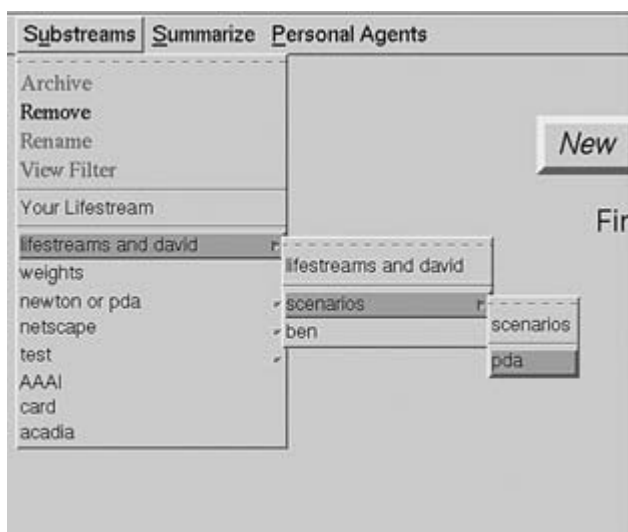 Substreams Summarize Personal Agents
Archive
Remove
Rename
View Filter
Your Lifestream
lifestreams and david
weights
newton or pda
netscape
test
AAAI
card
acadia
lifestreams and david
scenarios
ben
scenarios
pda
New
Fir